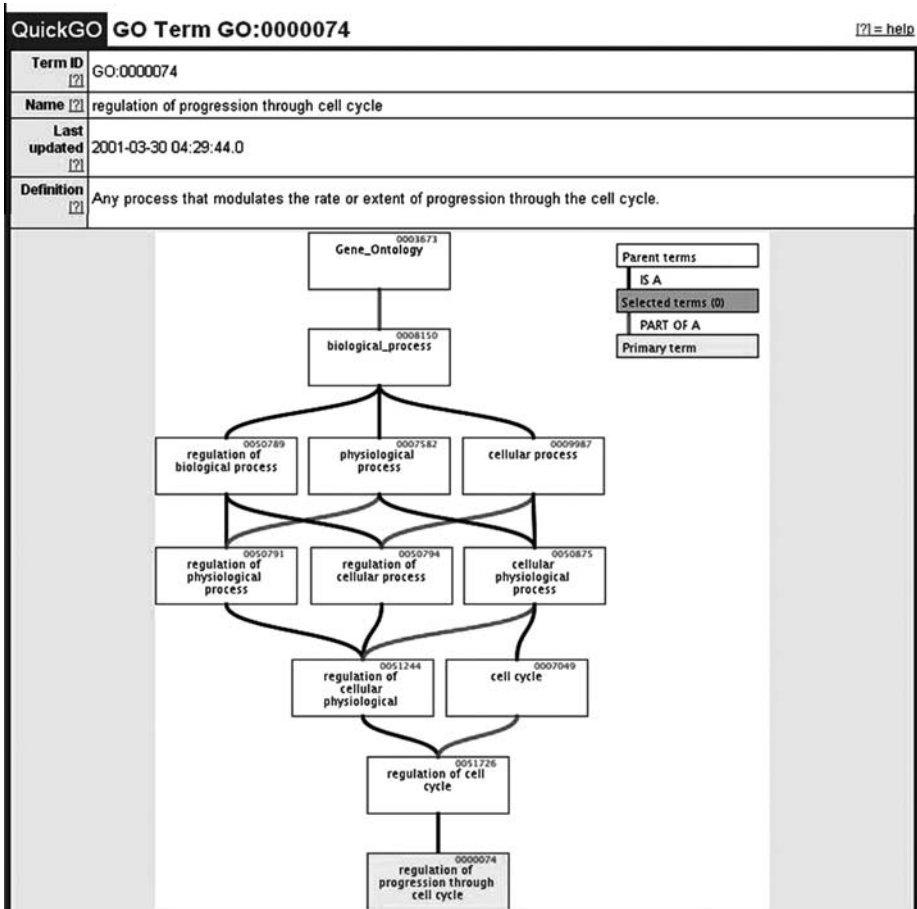 QuickGO GO Term GO:0000074
[?] = help
Term ID
[?]
GO:0000074
Name [?] regulation of progression through cell cycle
Last
updated
[?]
2001-03-30 04:29:44.0
Definition
[?]
Any process that modulates the rate or extent of progression through the cell cycle.
0003673
Gene_Ontology
Parent terms
IS A
Selected terms (0)
PART OF A
Primary term
0008150
biological_process
0050789
regulation of
biological process
0007582
physiological
process
0009987
cellular process
0050791
regulation of
physiological
process
0050794
regulation of
cellular process
0050875
cellular
physiological
process
0051244
regulation of
cellular
physiological
0007049
cell cycle
0051726
regulation of cell
cycle
0000074
regulation of
progression through
cell cycle